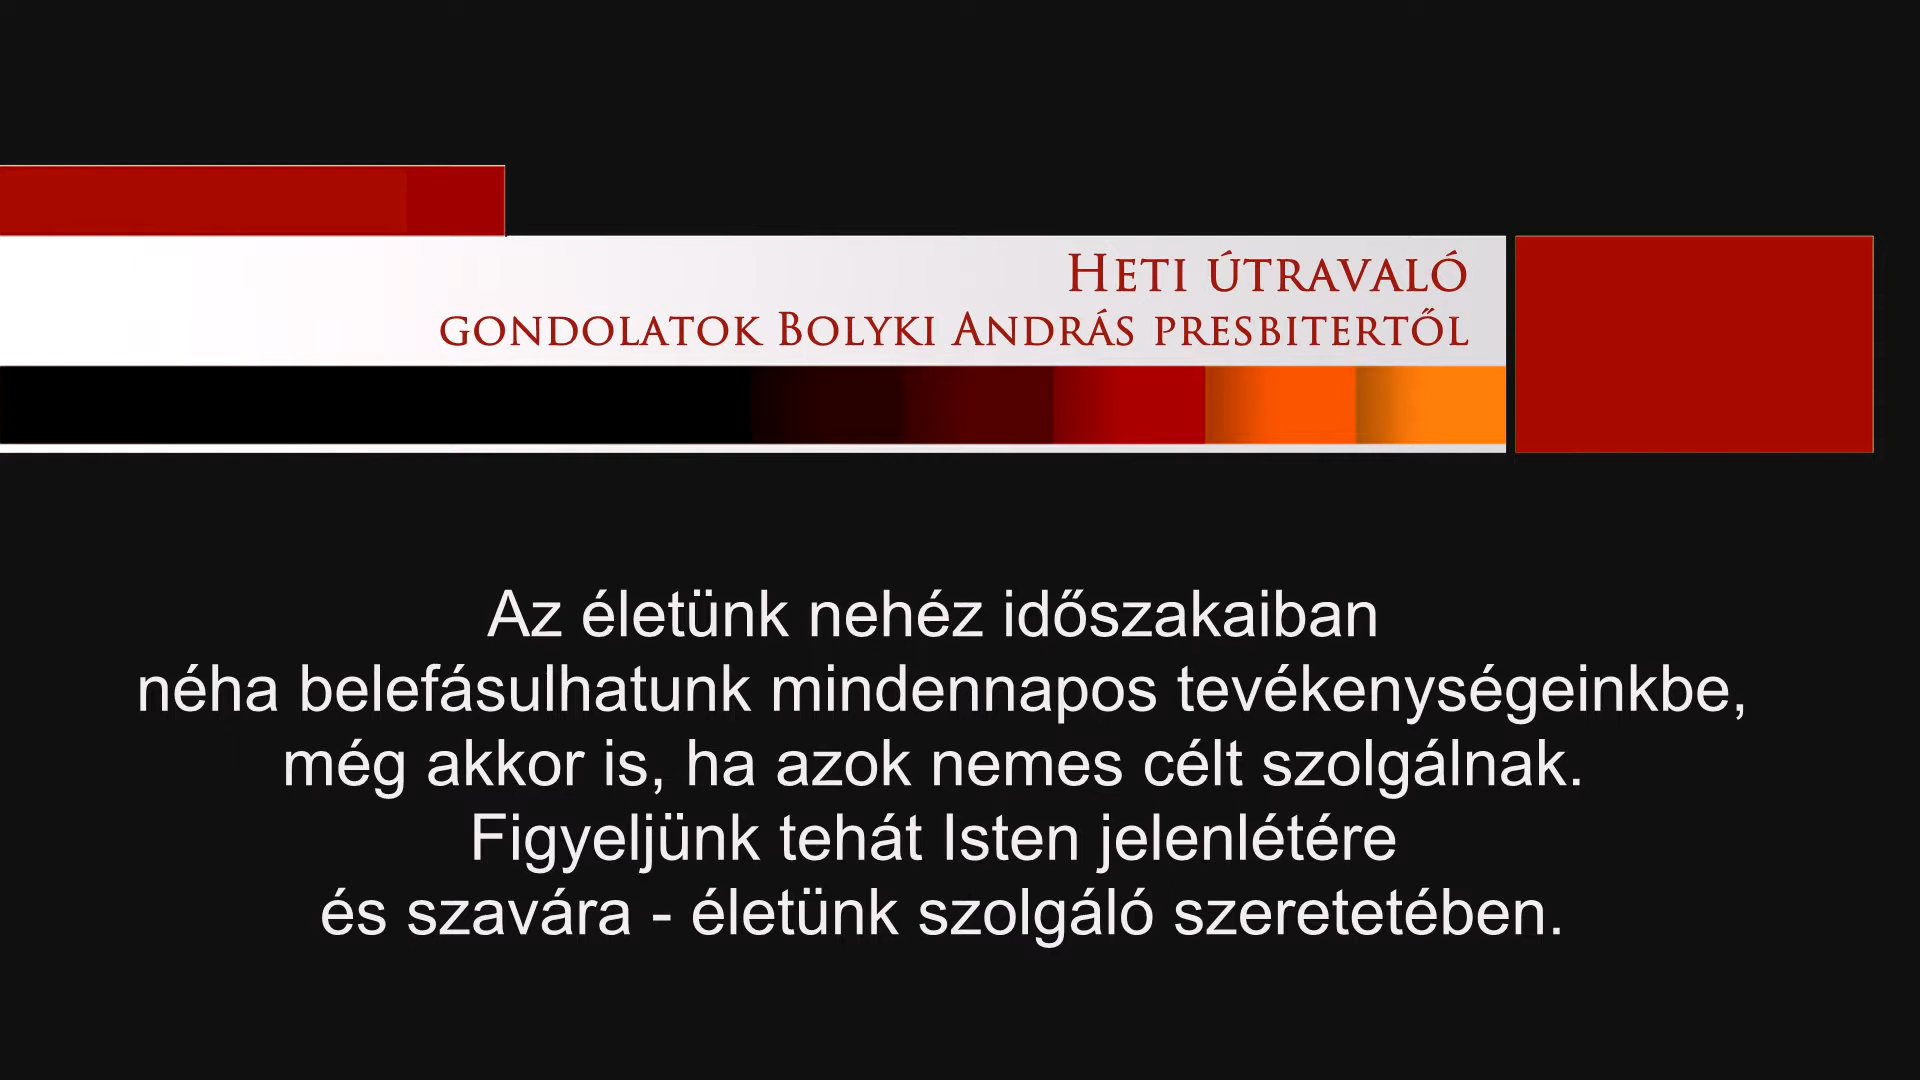 Heti útravaló
gondolatok Bolyki András presbitertől
Az életünk nehéz időszakaiban
néha belefásulhatunk mindennapos tevékenységeinkbe,
még akkor is, ha azok nemes célt szolgálnak.
Figyeljünk tehát Isten jelenlétére
és szavára - életünk szolgáló szeretetében.